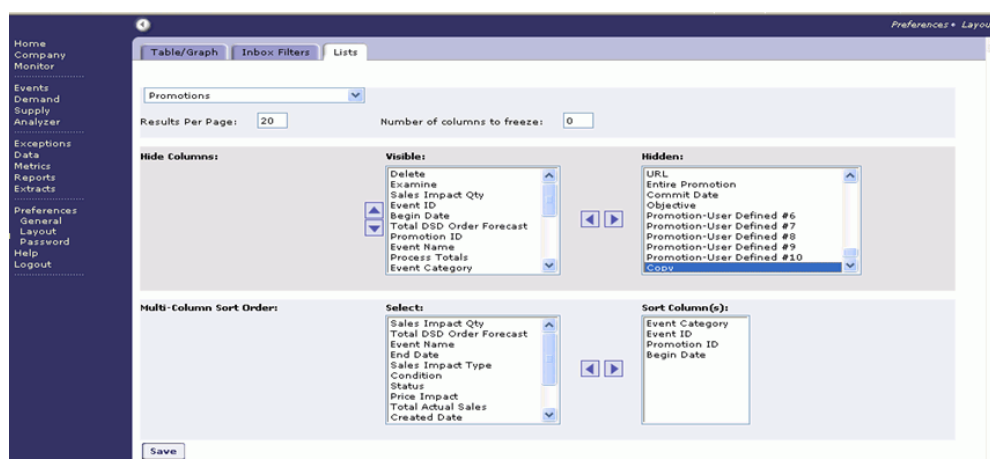 Preferences • Layou
Home
Company
Monitor
Events
Demand
Supply
Analyzer
Exceptions
Data
Metrics
Reports
Extracts
Preferences
General
Layout
Password
Help
Logout
Table/Graph Inbox Filters Lists
Promotions
Results Per Page: 20 Number of columns to freeze: 0
Hide Columns:
Visible:
Delete
Examine
Sales Impact Qty
Event ID
Begin Date
Total DSD Order Forecast
Promotion ID
Event Name
Process Totals
Event Category
Hidden:
URL
Entire Promotion
Commit Date
Objective
Promotion-User Defined #6
Promotion-User Defined #7
Promotion-User Defined #8
Promotion-User Defined #9
Promotion-User Defined #10
Copy
Multi-Column Sort Order:
Select:
Sales Impact Qty
Total DSD Order Forecast
Event Name
End Date
Sales Impact Type
Condition
Status
Price Impact
Total Actual Sales
Created Date
Sort Column(s):
Event Category
Event ID
Promotion ID
Begin Date
Save